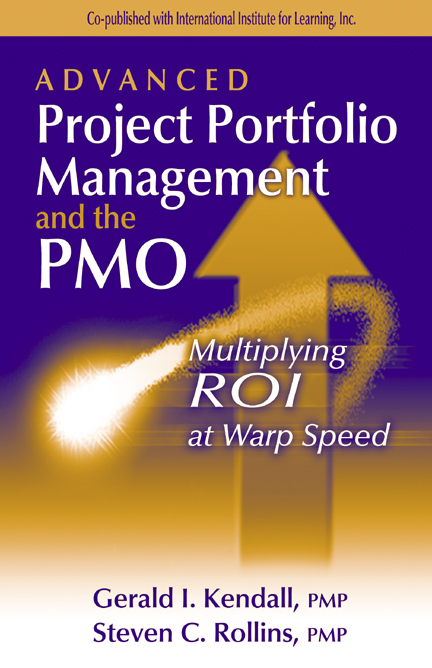 Co-published with International Institute for Learning, Inc.
ADVANCED
Project Portfolio
Management
and the
PMO
Multiplying
ROI
at Warp Speed
Gerald I. Kendall, PMP
Steven C. Rollins, PMP